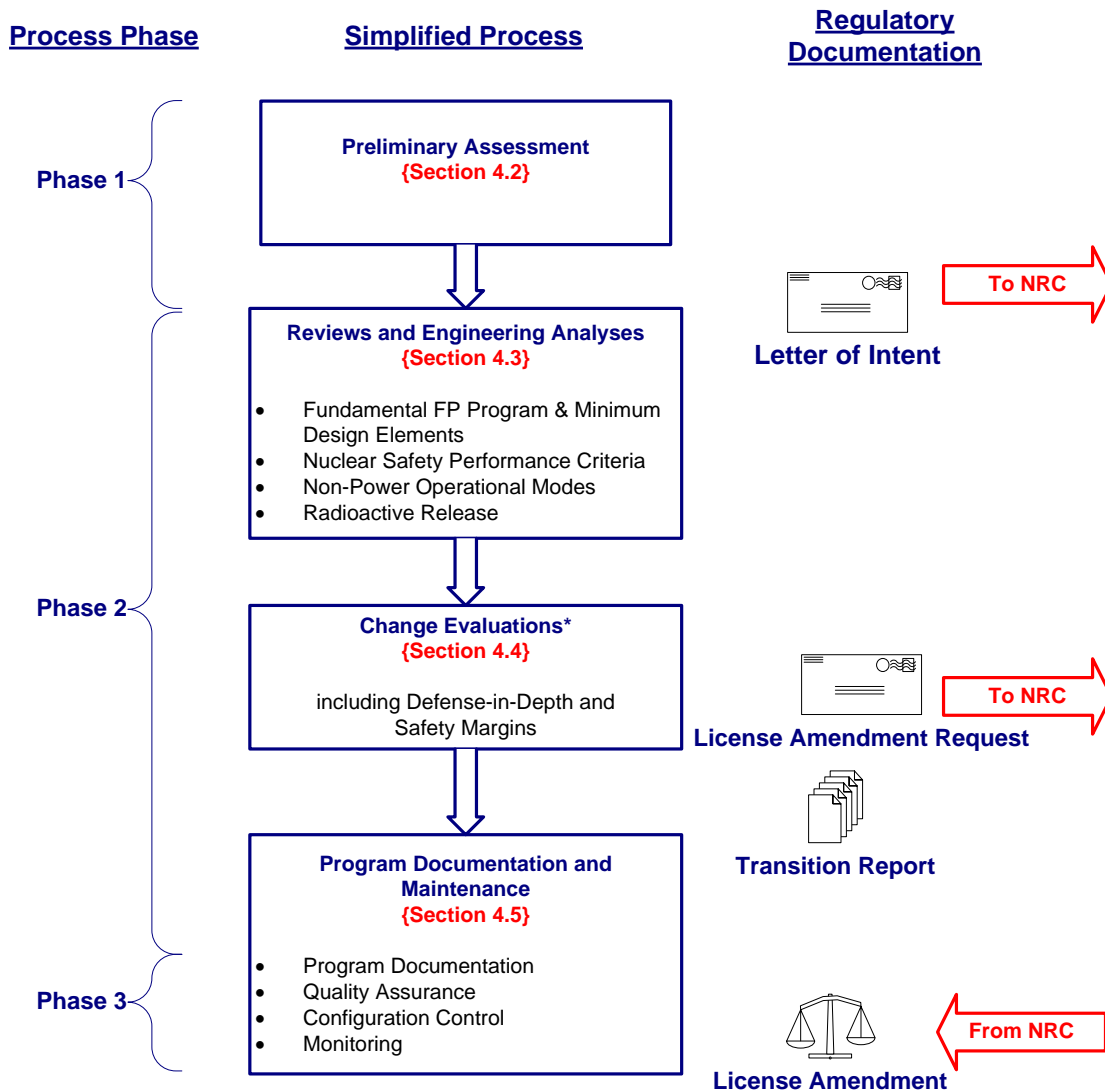 Process Phase
Simplified Process
Regulatory
Documentation
Phase 1
Preliminary Assessment
{Section 4.2}
To NRC
Letter of Intent
Phase 2
Reviews and Engineering Analyses
{Section 4.3}
• Fundamental FP Program & Minimum
Design Elements
• Nuclear Safety Performance Criteria
• Non-Power Operational Modes
• Radioactive Release
Change Evaluations*
{Section 4.4}
including Defense-in-Depth and
Safety Margins
To NRC
License Amendment Request
Transition Report
Program Documentation and
Maintenance
{Section 4.5}
• Program Documentation
• Quality Assurance
• Configuration Control
• Monitoring
Phase 3
From NRC
License Amendment